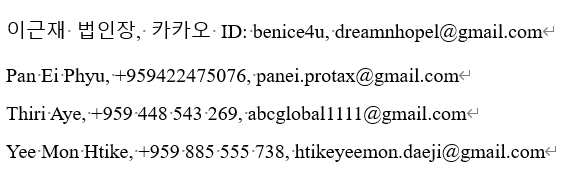 이근재 법인장, 카카오 ID: benice4u, dreamnhopel@gmail.com
Pan Ei Phyu, +959422475076, panei.protax@gmail.com
Thiri Aye, +959 448 543 269, abcglobal1111@gmail.com
Yee Mon Htike, +959 885 555 738, htikeyeemon.daeji@gmail.com